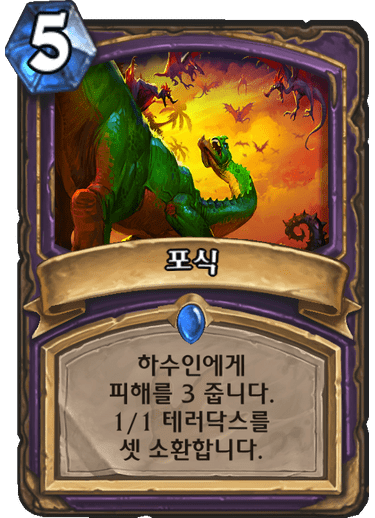 5
포식
하수인에게
피해를 3 줍니다.
1/1 테러닥스를
셋 소환합니다.